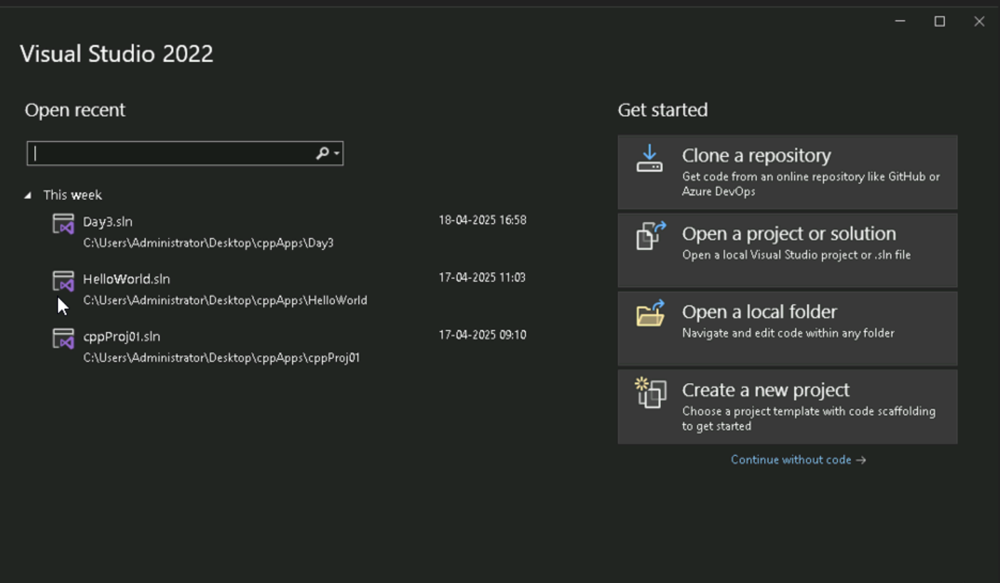 Visual Studio 2022
Open recent
This week
Day3.sln
18-04-2025 16:58
C:\Users\Administrator\Desktop\cppApps\Day3
HelloWorld.sln
17-04-2025 11:03
C:\Users\Administrator\Desktop\cppApps\HelloWorld
cppProj01.sln
17-04-2025 09:10
C:\Users\Administrator\Desktop\cppApps\cppProj01
Get started
Clone a repository
Get code from an online repository like GitHub or
Azure DevOps
Open a project or solution
Open a local Visual Studio project or .sln file
Open a local folder
Navigate and edit code within any folder
Create a new project
Choose a project template with code scaffolding
to get started
Continue without code →